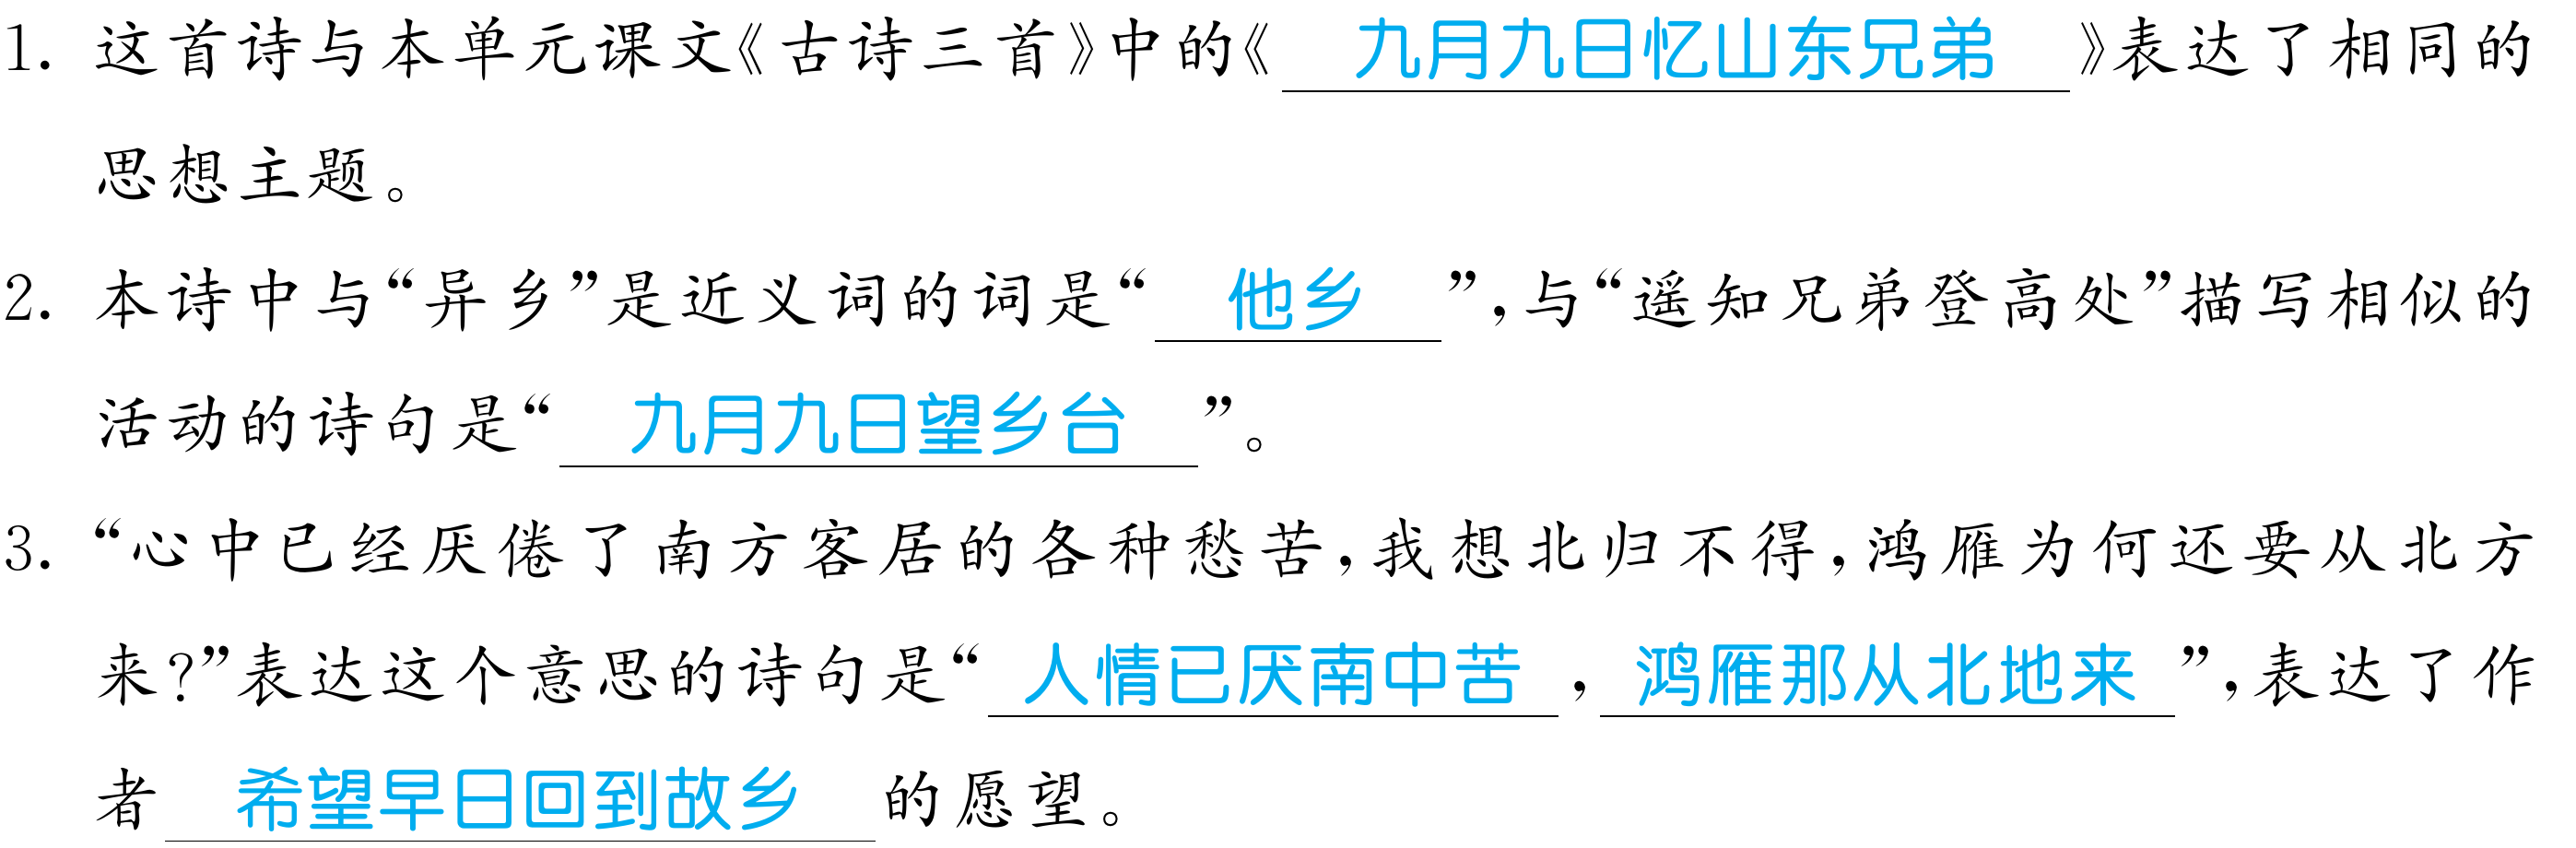 1. 这首诗与本单元课文《古诗三首》中的《 九月九日忆山东兄弟 》表达了相同的
思想主题。
2. 本诗中与“异乡”是近义词的词是“ 他乡 ”,与“遥知兄弟登高处”描写相似的
活动的诗句是“ 九月九日望乡台 ”。
3. “心中已经厌倦了南方客居的各种愁苦,我想北归不得,鸿雁为何还要从北方
来?”表达这个意思的诗句是“ 人情已厌南中苦 , 鸿雁那从北地来 ”,表达了作
者 希望早日回到故乡 的愿望。